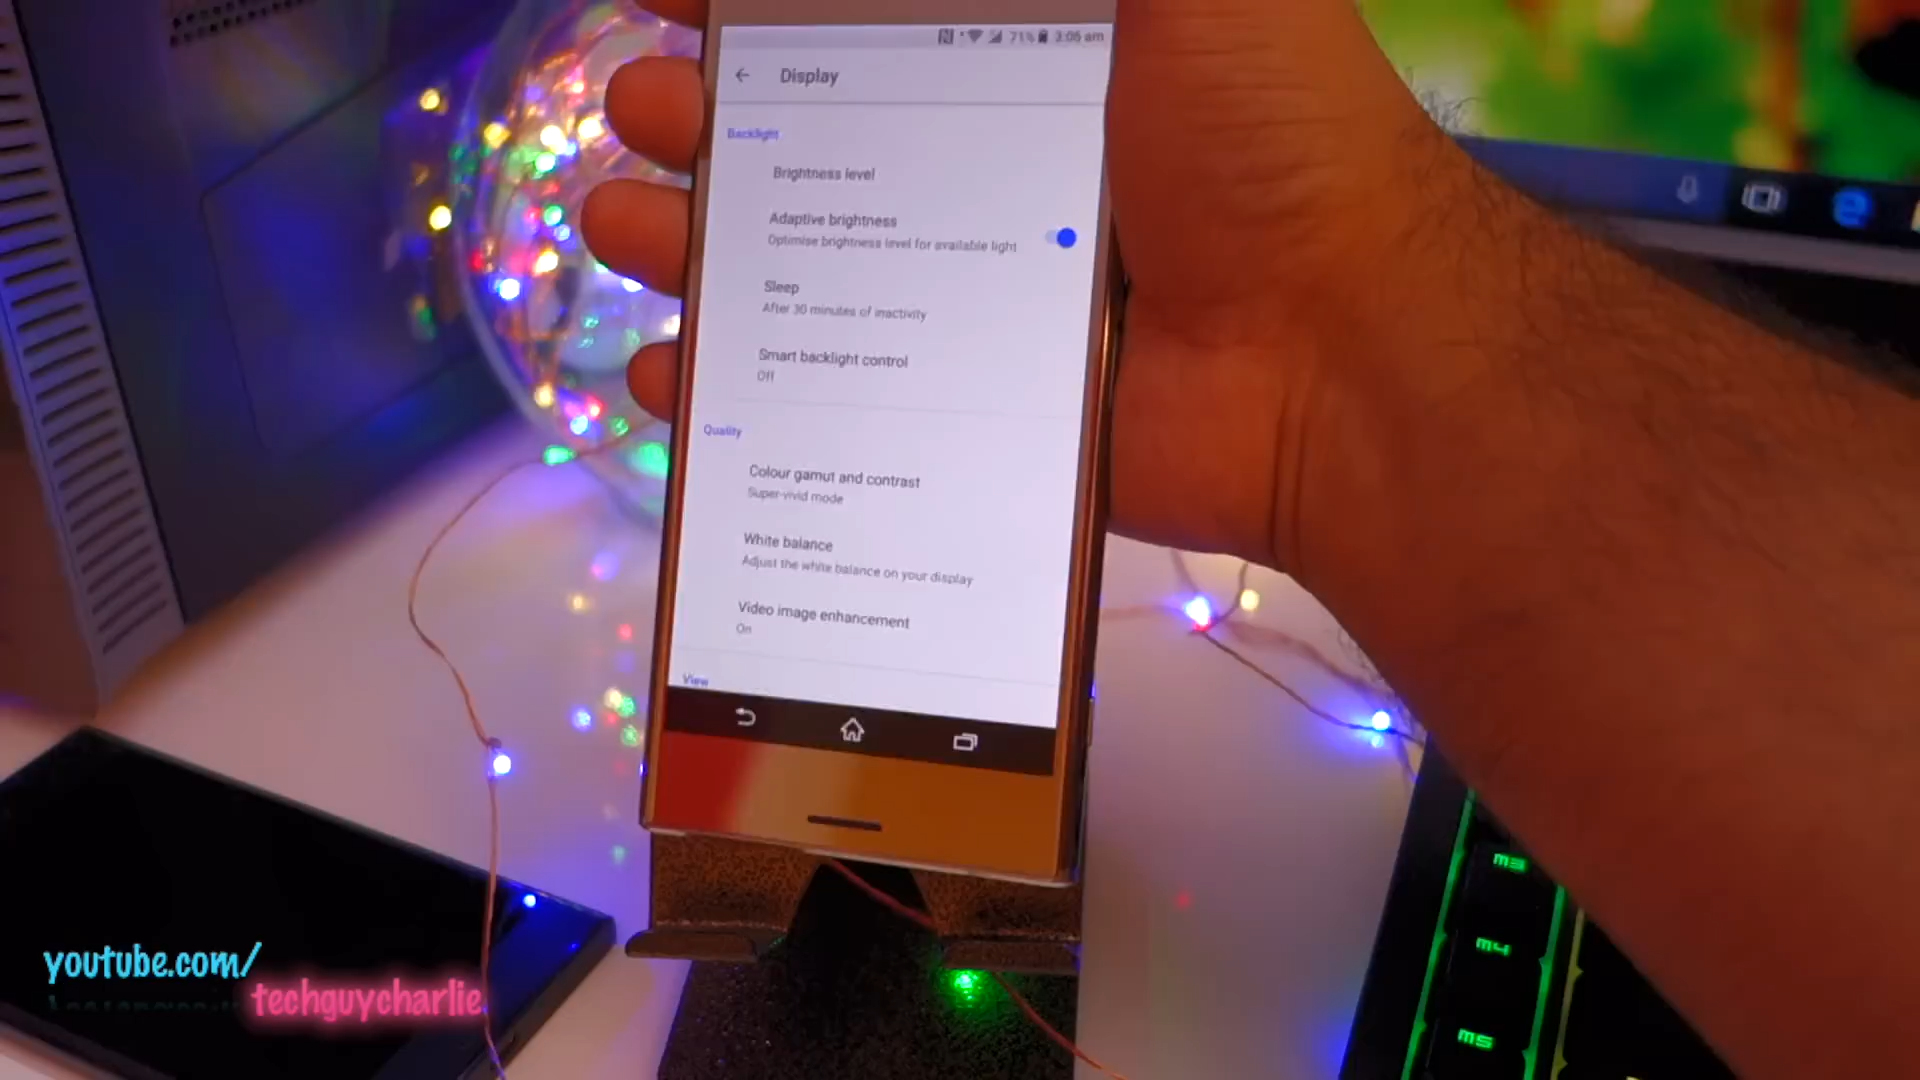 71% 3:06 am
Display
Backlight
Brightness level
Adaptive brightness
Optimise brightness level for available light
Sleep
After 30 minutes of inactivity
Smart backlight control
Off
Quality
Colour gamut and contrast
Super-vivid mode
White balance
Adjust the white balance on your display
Video image enhancement
On
View
m3
m4
m5
youtube.com/
techguycharlie